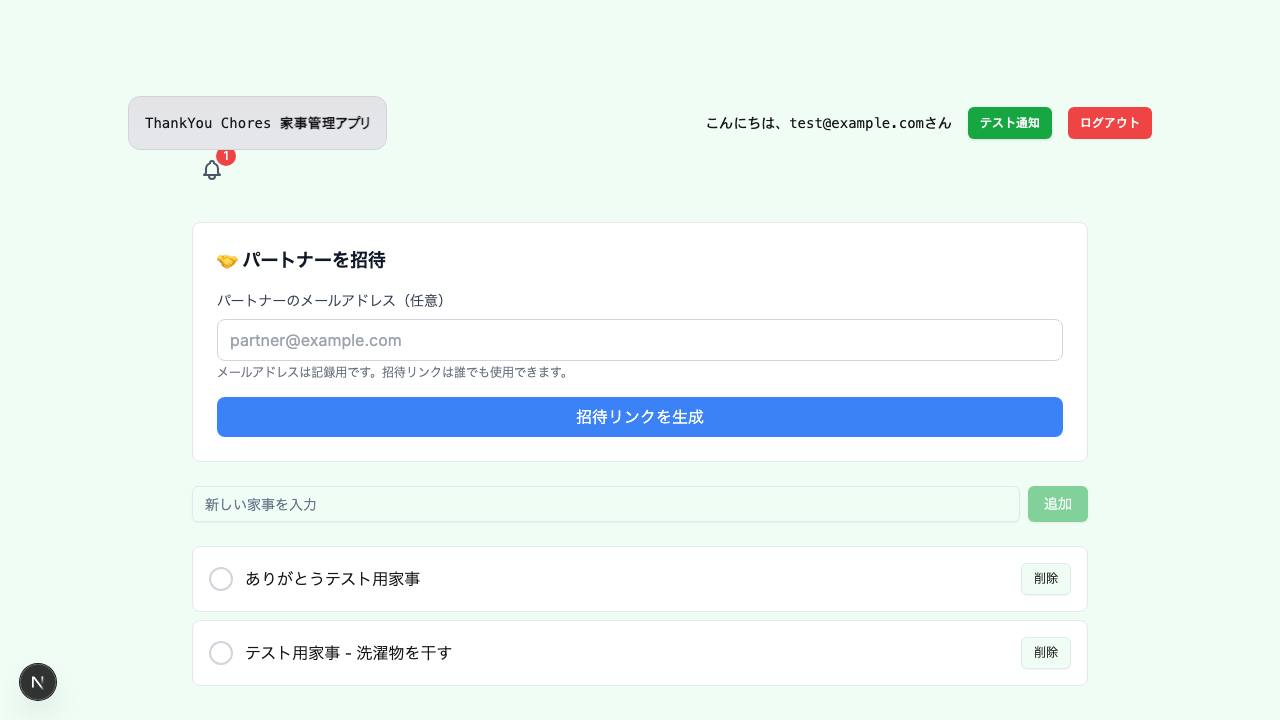 ThankYou Chores 家事管理アプリ
こんにちは、test@example.comさん
テスト通知
ログアウト
1
🤝 パートナーを招待
パートナーのメールアドレス（任意）
partner@example.com
メールアドレスは記録用です。招待リンクは誰でも使用できます。
招待リンクを生成
新しい家事を入力
追加
ありがとうテスト用家事
削除
テスト用家事 - 洗濯物を干す
削除
N